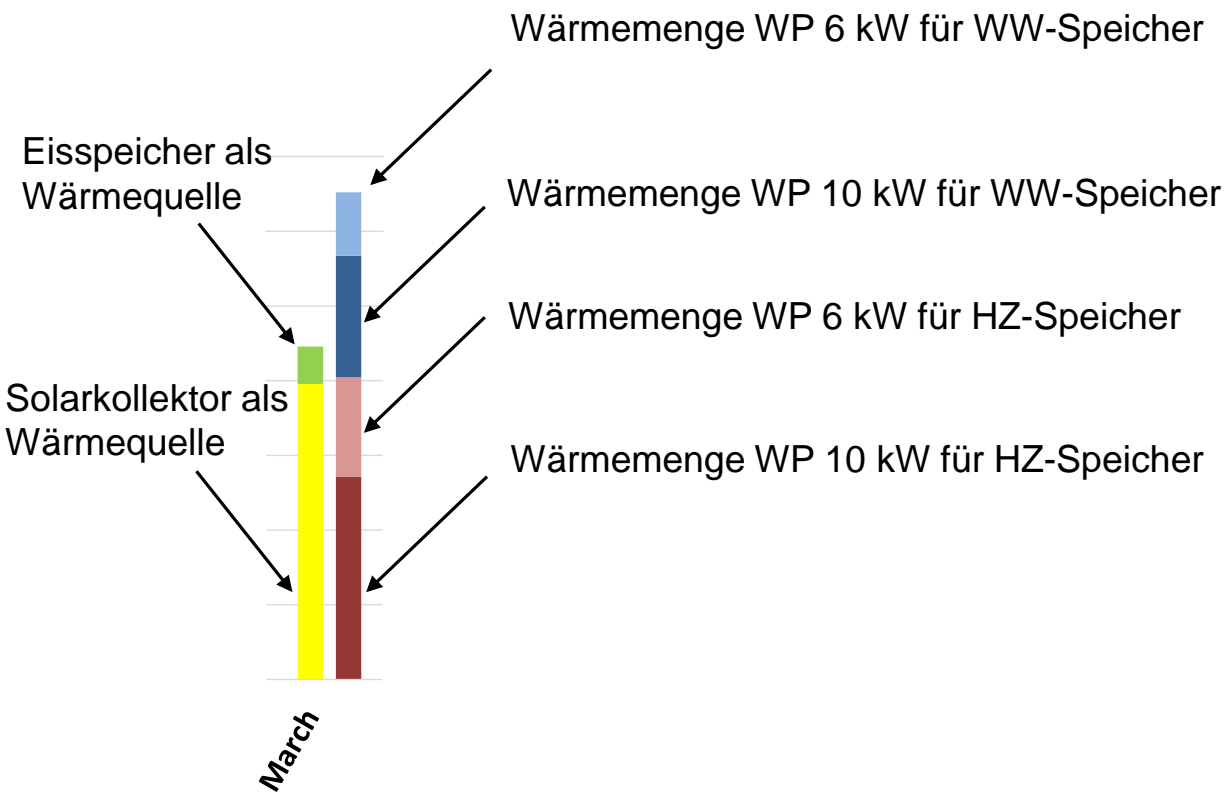 Wärmemenge WP 6 kW für WW-Speicher
Eisspeicher als
Wärmequelle
Wärmemenge WP 10 kW für WW-Speicher
Wärmemenge WP 6 kW für HZ-Speicher
Solarkollektor als
Wärmequelle
Wärmemenge WP 10 kW für HZ-Speicher
March